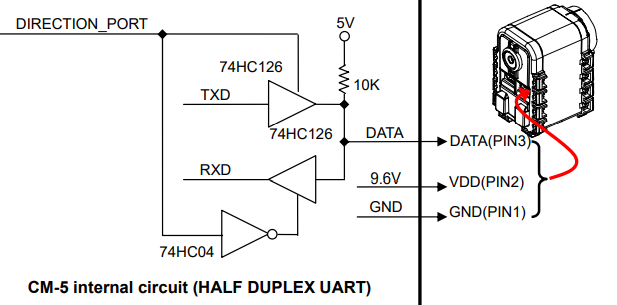 DIRECTION_PORT
5V
74HC126
10K
TXD
74HC126
DATA
DATA(PIN3)
RXD
9.6V
VDD(PIN2)
GND
GND(PIN1)
74HC04
CM-5 internal circuit (HALF DUPLEX UART)